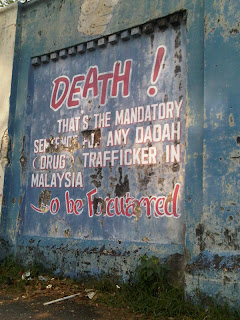 DEATH !
THAT'S THE MANDATORY
FOR ANY DADAH
( DRUG ) TRAFFICKER IN
MALAYSIA
to be